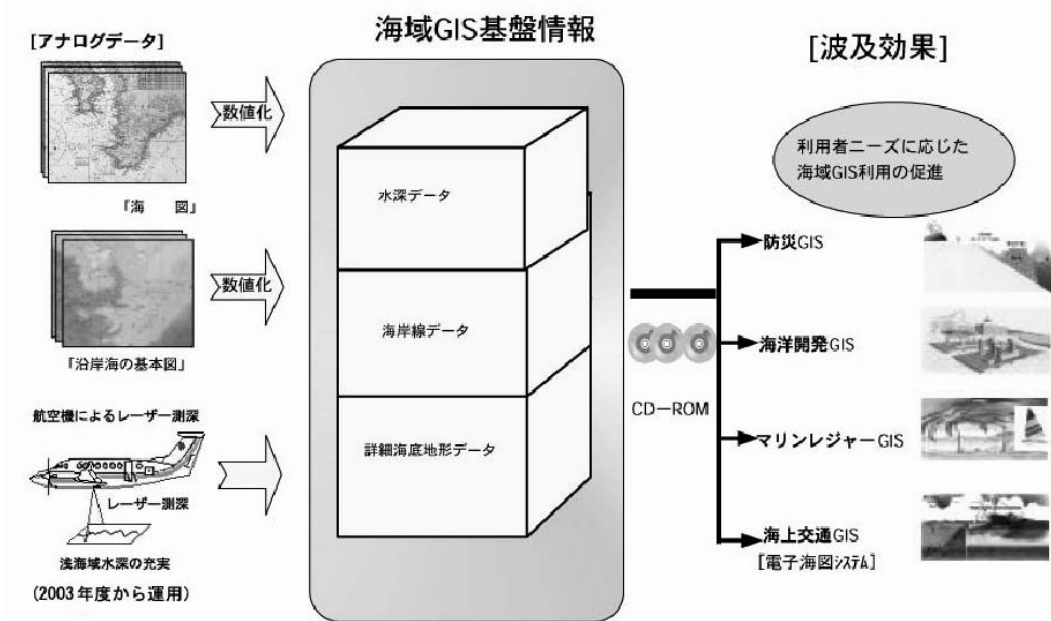 海域GIS基盤情報
[アナログデータ]
数値化
『海　図』
数値化
『沿岸海の基本図』
航空機によるレーザー測深
レーザー測深
浅海域水深の充実
(2003年度から運用)
水深データ
海岸線データ
詳細海底地形データ
CD-ROM
[波及効果]
利用者ニーズに応じた
海域GIS利用の促進
防災GIS
海洋開発GIS
マリンレジャーGIS
海上交通GIS
[電子海図システム]